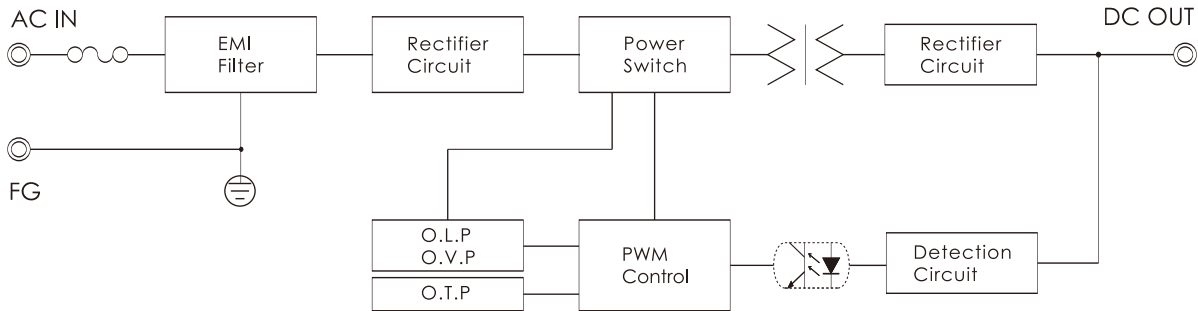 AC IN
DC OUT
EMI
Filter
Rectifier
Circuit
Power
Switch
Rectifier
Circuit
FG
O.L.P
O.V.P
O.T.P
PWM
Control
Detection
Circuit